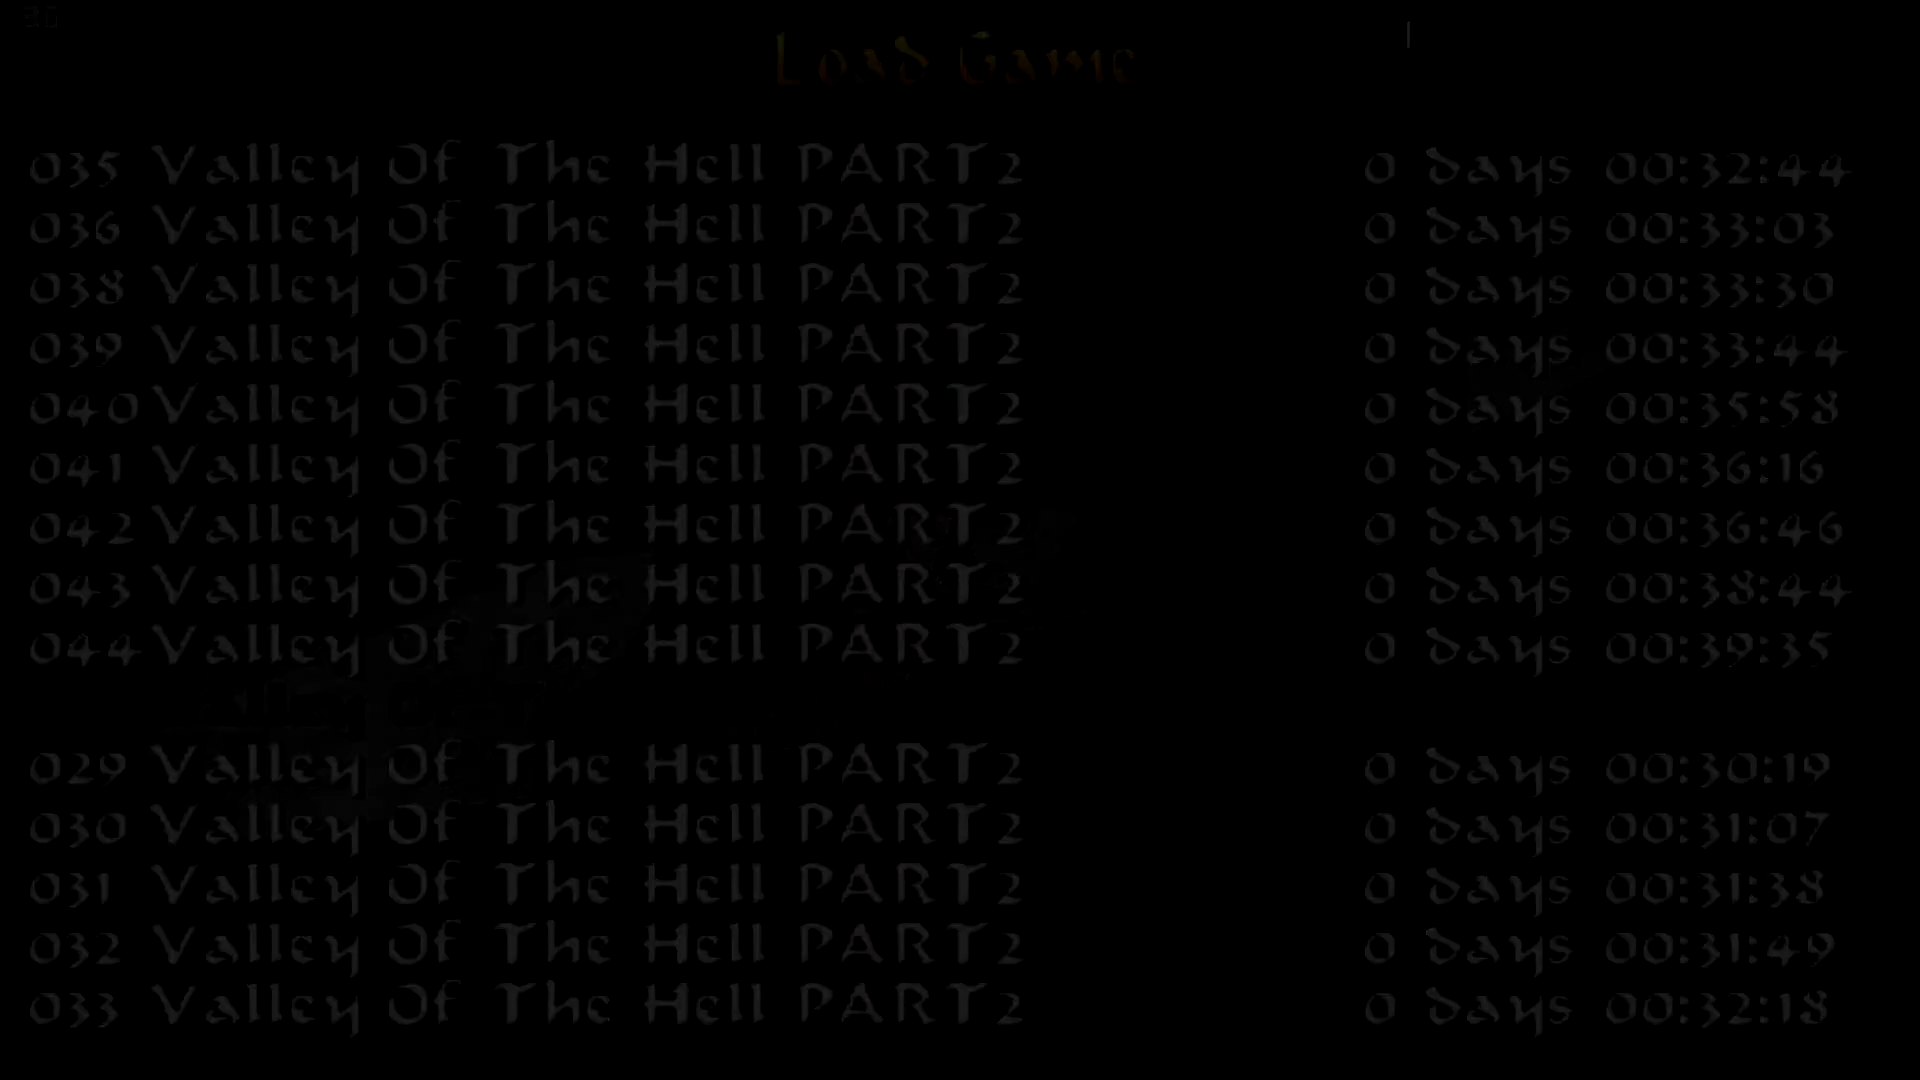 Load Game
035 Valley Of The Hell PART2 0 days 00:32:44
036 Valley Of The Hell PART2 0 days 00:33:03
038 Valley Of The Hell PART2 0 days 00:33:30
039 Valley Of The Hell PART2 0 days 00:33:44
040 Valley Of The Hell PART2 0 days 00:35:58
041 Valley Of The Hell PART2 0 days 00:36:16
042 Valley Of The Hell PART2 0 days 00:36:46
043 Valley Of The Hell PART2 0 days 00:38:44
044 Valley Of The Hell PART2 0 days 00:39:35
029 Valley Of The Hell PART2 0 days 00:30:19
030 Valley Of The Hell PART2 0 days 00:31:07
031 Valley Of The Hell PART2 0 days 00:31:38
032 Valley Of The Hell PART2 0 days 00:31:49
033 Valley Of The Hell PART2 0 days 00:32:18